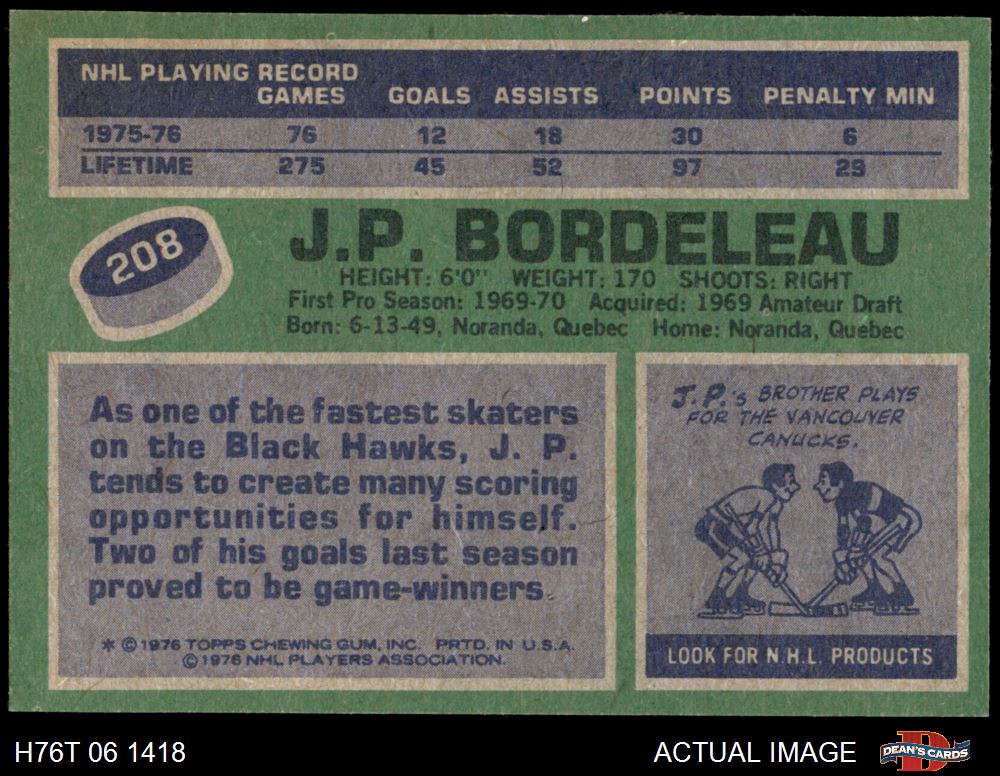 NHL PLAYING RECORD
GAMES GOALS ASSISTS POINTS PENALTY MIN
1975-76 76 12 18 30 6
LIFETIME 275 45 52 97 29
208
J.P. BORDELEAU
HEIGHT: 6'0" WEIGHT: 170 SHOOTS: RIGHT
First Pro Season: 1969-70 Acquired: 1969 Amateur Draft
Born: 6-13-49, Noranda, Quebec Home: Noranda, Quebec
As one of the fastest skaters
on the Black Hawks, J. P.
tends to create many scoring
opportunities for himself.
Two of his goals last season
proved to be game-winners.
* © 1976 TOPPS CHEWING GUM, INC. PRTD. IN U.S.A.
© 1976 NHL PLAYERS ASSOCIATION.
J.P.'s BROTHER PLAYS
FOR THE VANCOUVER
CANUCKS.
LOOK FOR N.H.L. PRODUCTS
H76T 06 1418
ACTUAL IMAGE
DEAN'S CARDS